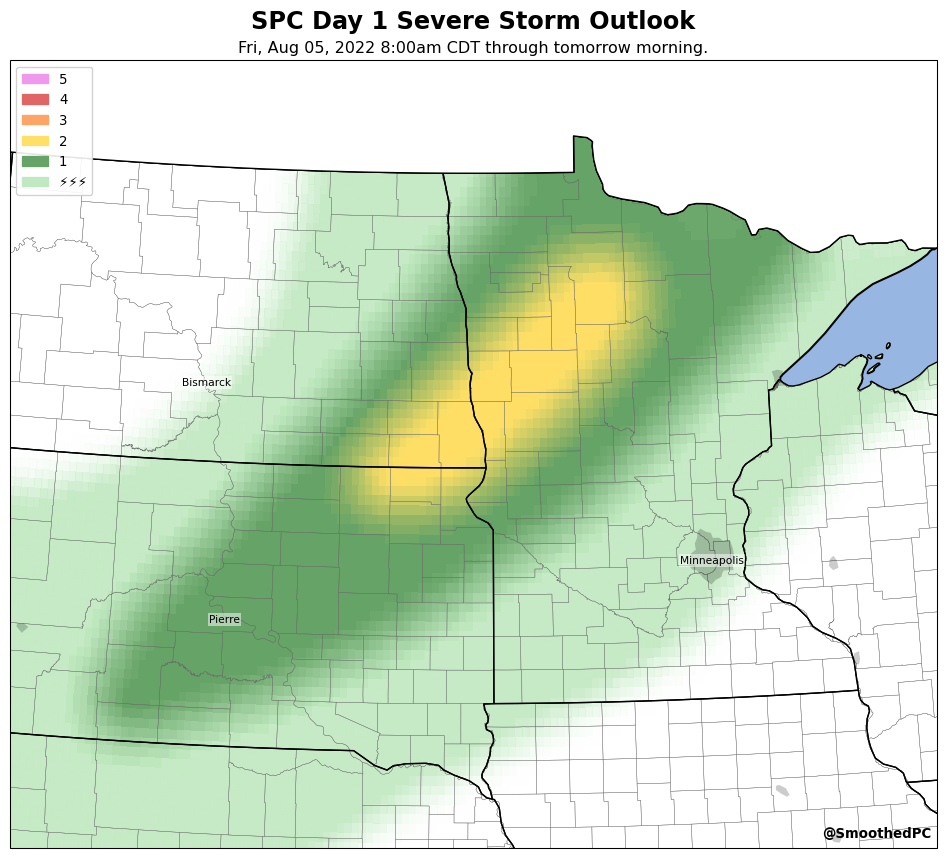 SPC Day 1 Severe Storm Outlook
Fri, Aug 05, 2022 8:00am CDT through tomorrow morning.
5
4
3
2
1
⚡⚡⚡
Bismarck
Minneapolis
Pierre
@SmoothedPC